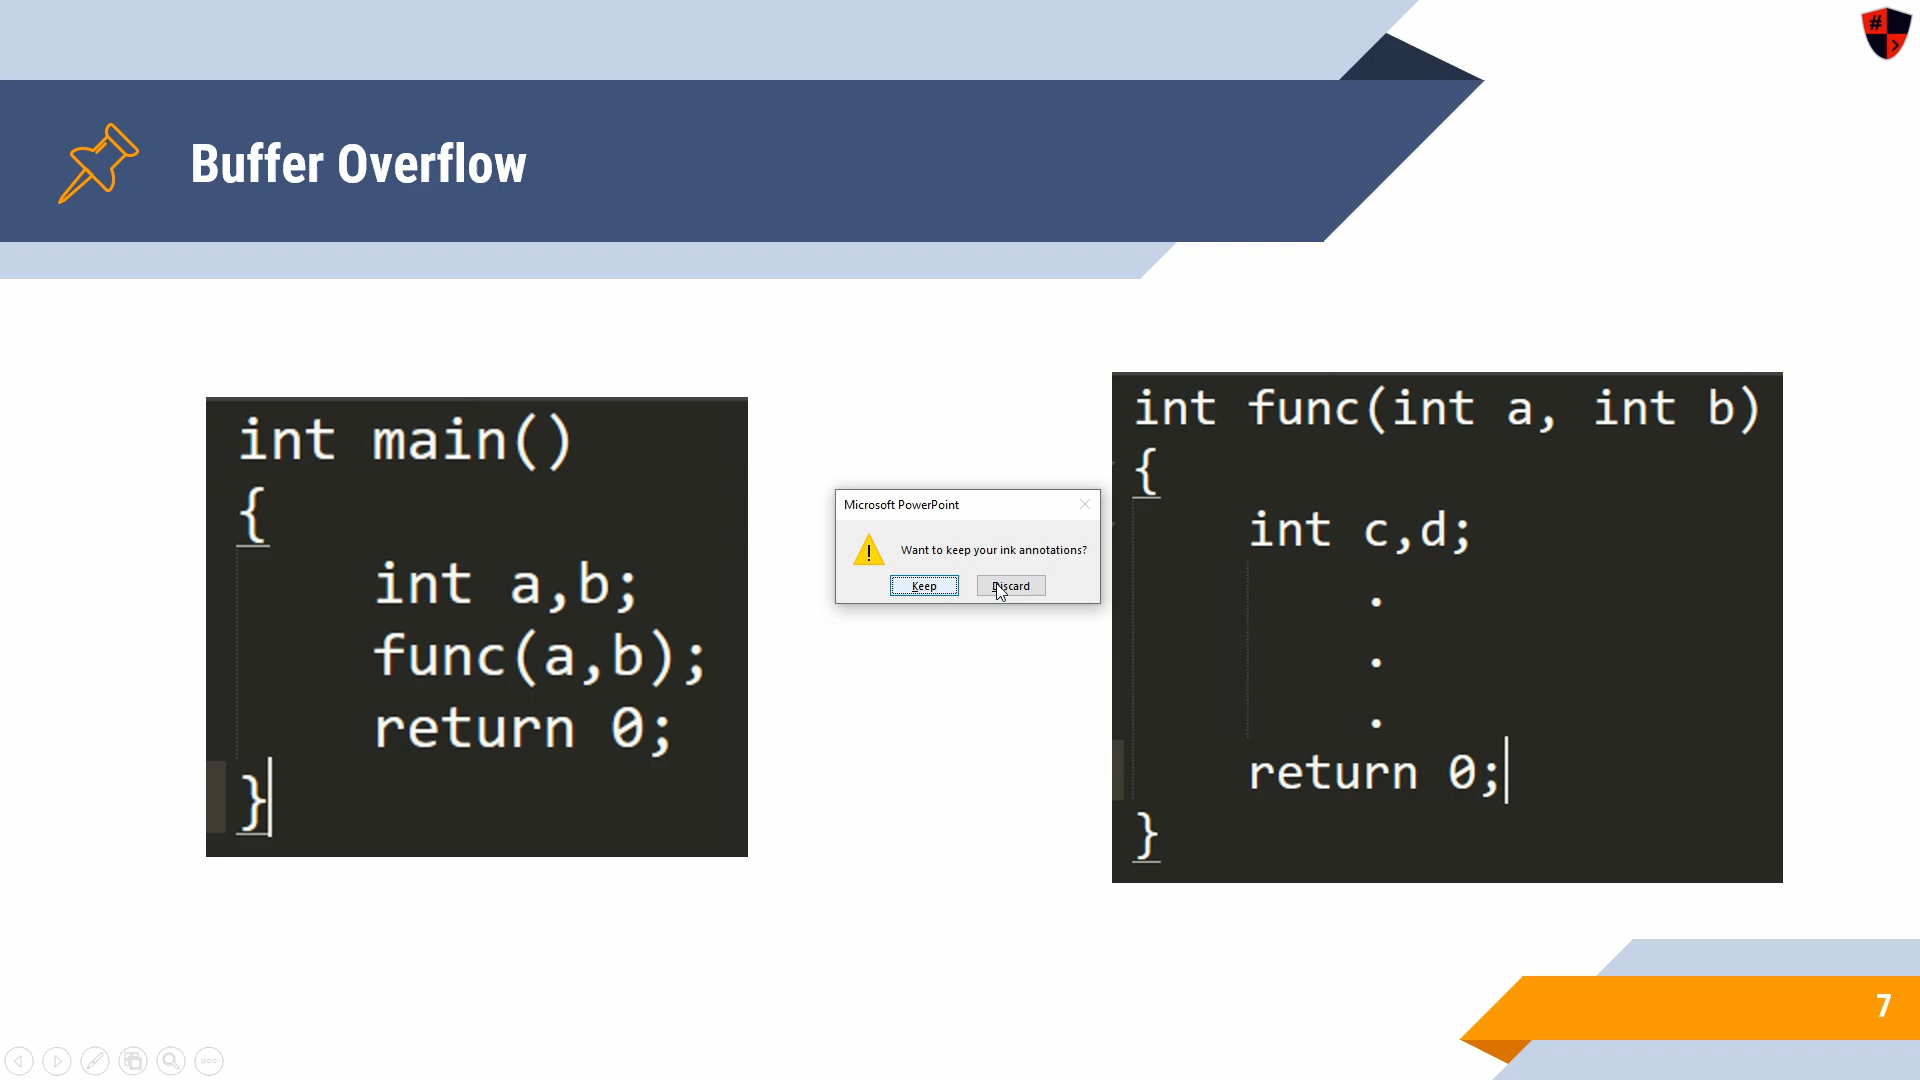 #
>
Buffer Overflow
int main()
{
int a,b;
func(a,b);
return 0;
}
Microsoft PowerPoint
Want to keep your ink annotations?
Keep
Discard
int func(int a, int b)
{
int c,d;
.
.
.
return 0;
}
7